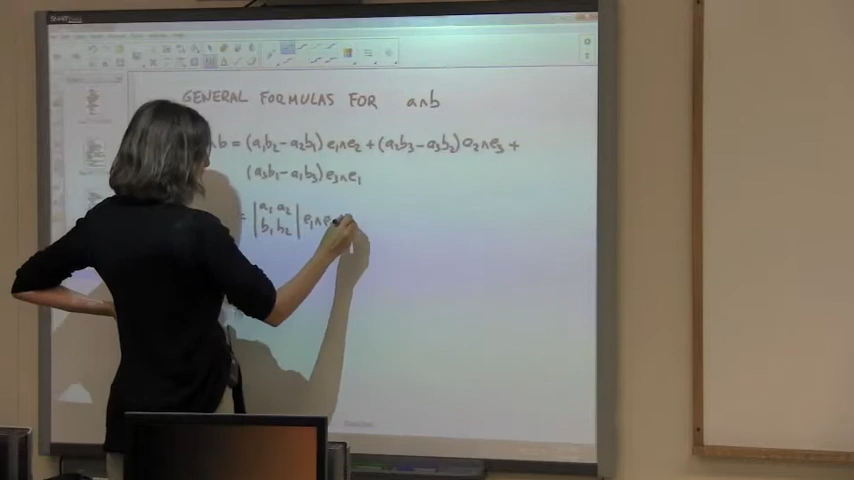 GENERAL FORMULAS FOR a∧b
∧b = (a₁b₂-a₂b₁)e₁∧e₂+(a₂b₃-a₃b₂)e₂∧e₃+
(a₃b₁-a₁b₃)e₃∧e₁
= |a₁ a₂
b₁ b₂| e₁∧e